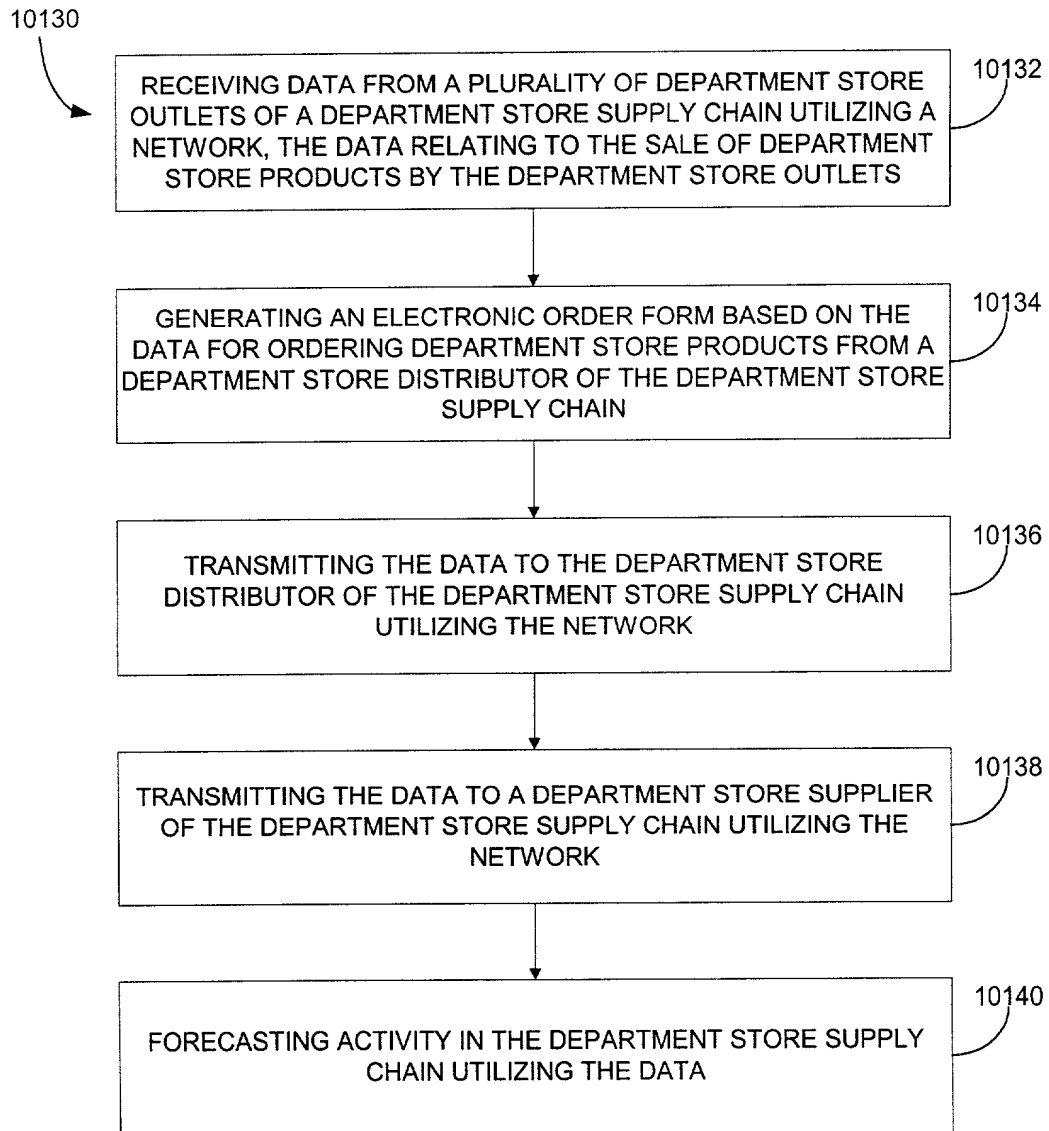 10130
RECEIVING DATA FROM A PLURALITY OF DEPARTMENT STORE
OUTLETS OF A DEPARTMENT STORE SUPPLY CHAIN UTILIZING A
NETWORK, THE DATA RELATING TO THE SALE OF DEPARTMENT
STORE PRODUCTS BY THE DEPARTMENT STORE OUTLETS
10132
GENERATING AN ELECTRONIC ORDER FORM BASED ON THE
DATA FOR ORDERING DEPARTMENT STORE PRODUCTS FROM A
DEPARTMENT STORE DISTRIBUTOR OF THE DEPARTMENT STORE
SUPPLY CHAIN
10134
TRANSMITTING THE DATA TO THE DEPARTMENT STORE
DISTRIBUTOR OF THE DEPARTMENT STORE SUPPLY CHAIN
UTILIZING THE NETWORK
10136
TRANSMITTING THE DATA TO A DEPARTMENT STORE SUPPLIER
OF THE DEPARTMENT STORE SUPPLY CHAIN UTILIZING THE
NETWORK
10138
FORECASTING ACTIVITY IN THE DEPARTMENT STORE SUPPLY
CHAIN UTILIZING THE DATA
10140